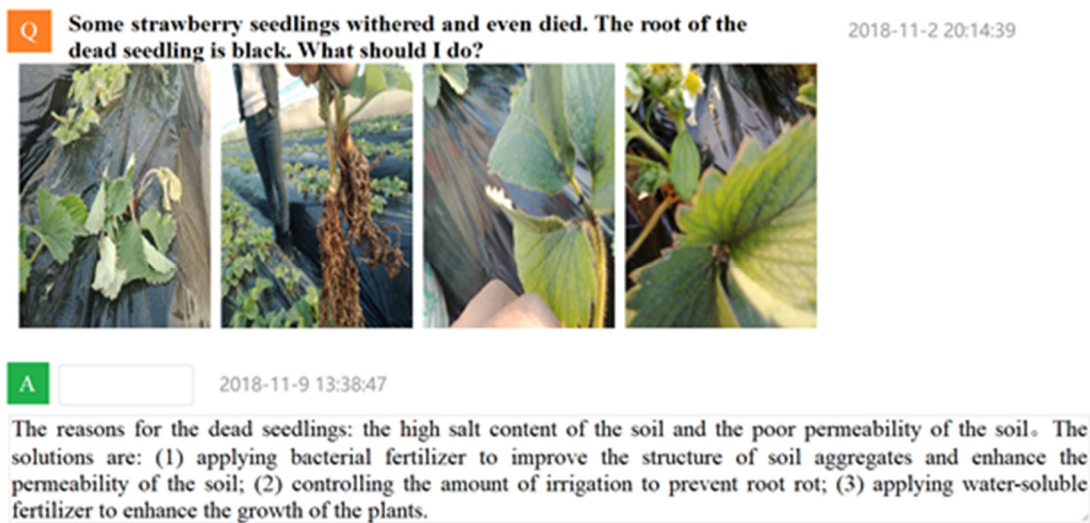 Q
Some strawberry seedlings withered and even died. The root of the
dead seedling is black. What should I do?
2018-11-2 20:14:39
A
2018-11-9 13:38:47
The reasons for the dead seedlings: the high salt content of the soil and the poor permeability of the soil。 The
solutions are: (1) applying bacterial fertilizer to improve the structure of soil aggregates and enhance the
permeability of the soil; (2) controlling the amount of irrigation to prevent root rot; (3) applying water-soluble
fertilizer to enhance the growth of the plants.